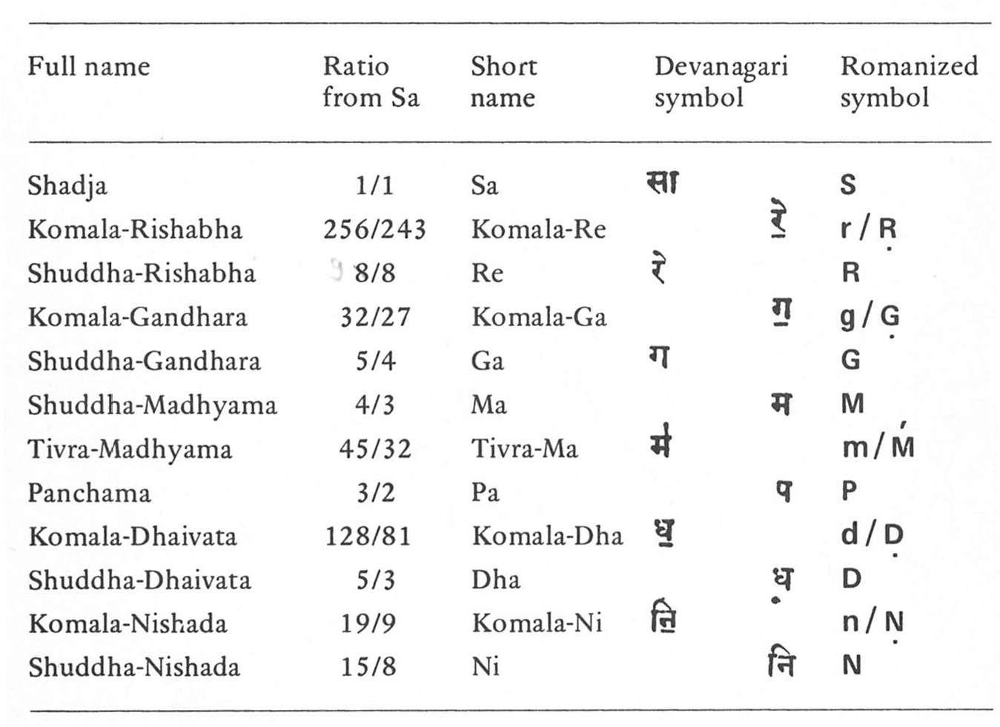 Full name Ratio Short Devanagari Romanized
from Sa name symbol symbol
Shadja 1/1 Sa सा S
Komala-Rishabha 256/243 Komala-Re रे॒ r / Ṛ
Shuddha-Rishabha 9 8/8 Re रे R
Komala-Gandhara 32/27 Komala-Ga ग॒ g / G̣
Shuddha-Gandhara 5/4 Ga ग G
Shuddha-Madhyama 4/3 Ma म M
Tivra-Madhyama 45/32 Tivra-Ma म॑ m / Ḿ
Panchama 3/2 Pa प P
Komala-Dhaivata 128/81 Komala-Dha ध॒ d / Ḍ
Shuddha-Dhaivata 5/3 Dha ध D
Komala-Nishada 19/9 Komala-Ni नि॒ n / Ṇ
Shuddha-Nishada 15/8 Ni नि N